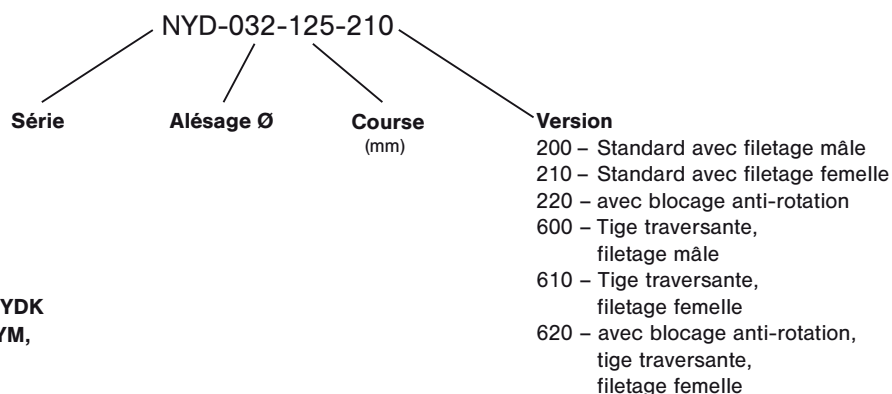 NYD-032-125-210
Série
Alésage Ø
Course
(mm)
Version
200 – Standard avec filetage mâle
210 – Standard avec filetage femelle
220 – avec blocage anti-rotation
600 – Tige traversante,
filetage mâle
610 – Tige traversante,
filetage femelle
620 – avec blocage anti-rotation,
tige traversante,
filetage femelle
YDK
YM,